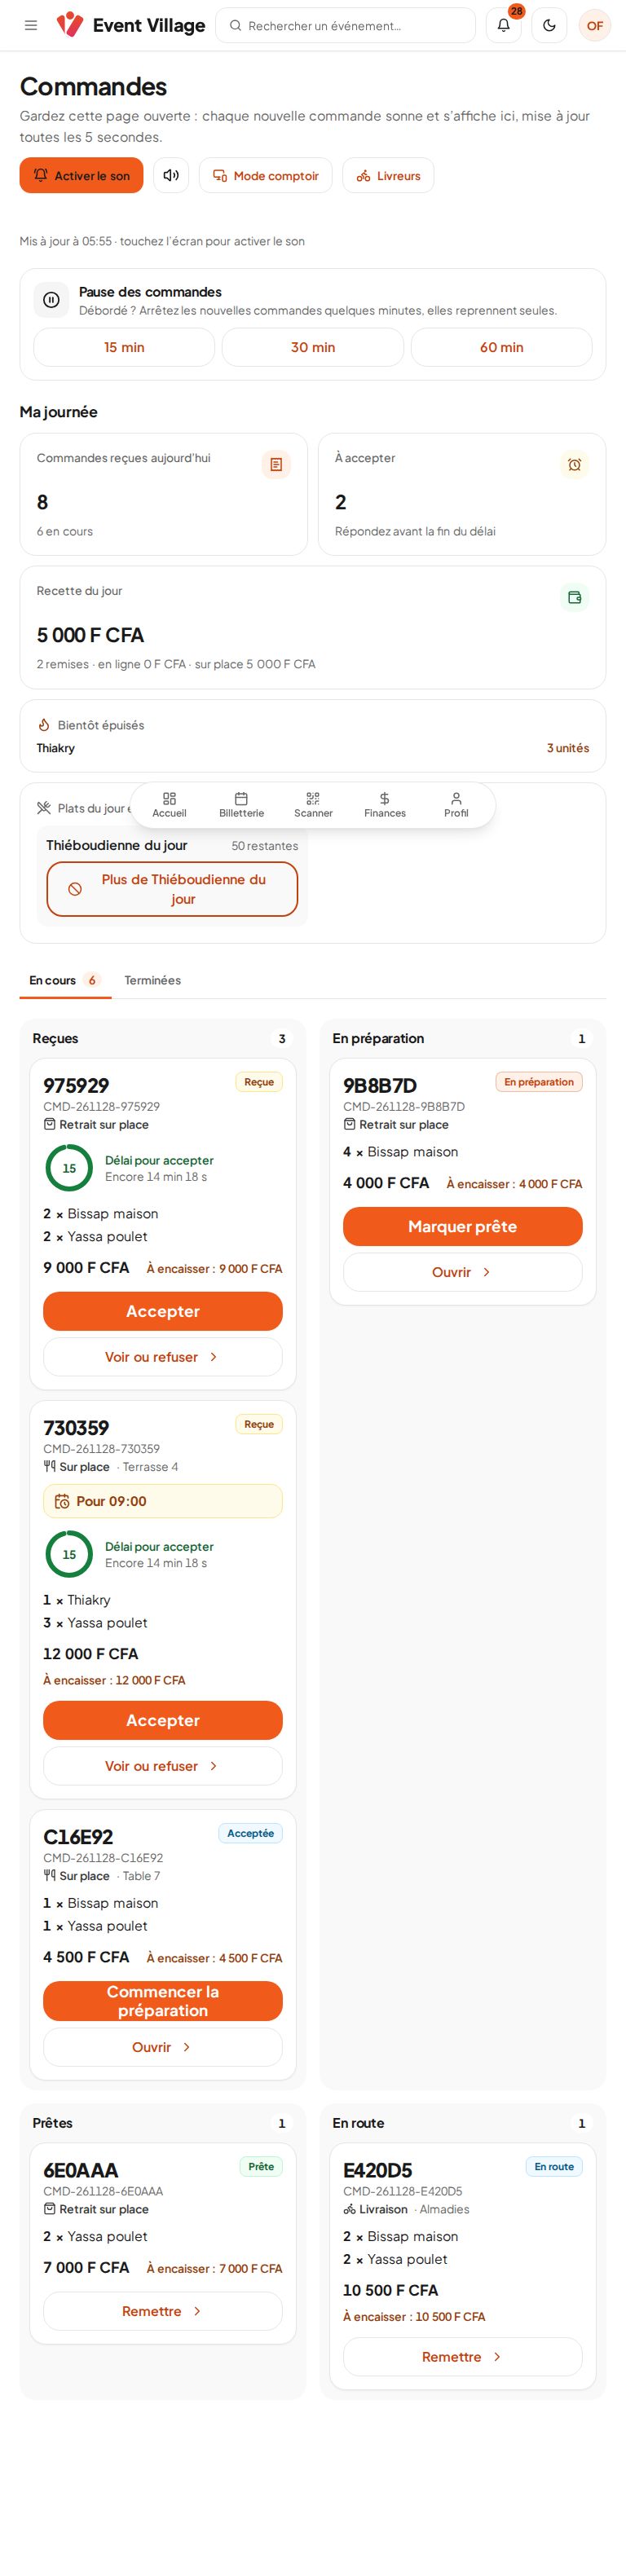 Event Village
Rechercher un événement...
28
OF
Commandes
Gardez cette page ouverte : chaque nouvelle commande sonne et s'affiche ici, mise à jour
toutes les 5 secondes.
Activer le son
Mode comptoir
Livreurs
Mis à jour à 05:55 · touchez l'écran pour activer le son
Pause des commandes
Débordé ? Arrêtez les nouvelles commandes quelques minutes, elles reprennent seules.
15 min
30 min
60 min
Ma journée
Commandes reçues aujourd'hui
8
6 en cours
À accepter
2
Répondez avant la fin du délai
Recette du jour
5 000 F CFA
2 remises · en ligne 0 F CFA · sur place 5 000 F CFA
Bientôt épuisés
Thiakry
3 unités
Plats du jour
Accueil
Billetterie
Scanner
Finances
Profil
Thiéboudienne du jour
50 restantes
Plus de Thiéboudienne du
jour
En cours 6
Terminées
Reçues 3
975929
Reçue
CMD-261128-975929
Retrait sur place
15
Délai pour accepter
Encore 14 min 18 s
2 × Bissap maison
2 × Yassa poulet
9 000 F CFA
À encaisser : 9 000 F CFA
Accepter
Voir ou refuser
730359
Reçue
CMD-261128-730359
Sur place · Terrasse 4
Pour 09:00
15
Délai pour accepter
Encore 14 min 18 s
1 × Thiakry
3 × Yassa poulet
12 000 F CFA
À encaisser : 12 000 F CFA
Accepter
Voir ou refuser
C16E92
Acceptée
CMD-261128-C16E92
Sur place · Table 7
1 × Bissap maison
1 × Yassa poulet
4 500 F CFA
À encaisser : 4 500 F CFA
Commencer la
préparation
Ouvrir
En préparation 1
9B8B7D
En préparation
CMD-261128-9B8B7D
Retrait sur place
4 × Bissap maison
4 000 F CFA
À encaisser : 4 000 F CFA
Marquer prête
Ouvrir
Prêtes 1
6E0AAA
Prête
CMD-261128-6E0AAA
Retrait sur place
2 × Yassa poulet
7 000 F CFA
À encaisser : 7 000 F CFA
Remettre
En route 1
E420D5
En route
CMD-261128-E420D5
Livraison · Almadies
2 × Bissap maison
2 × Yassa poulet
10 500 F CFA
À encaisser : 10 500 F CFA
Remettre